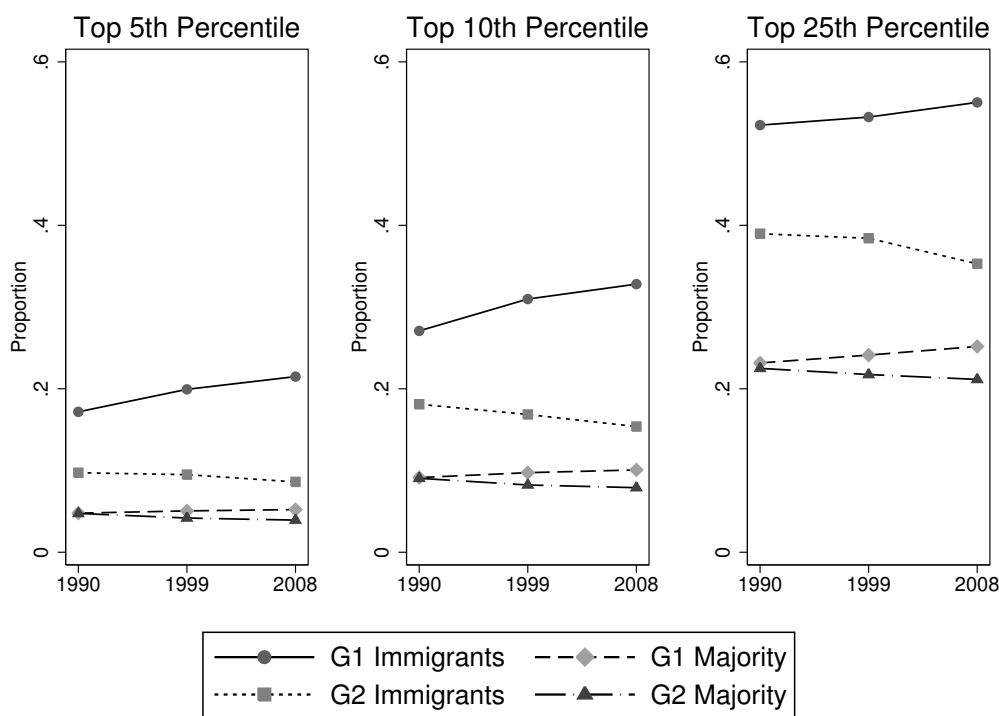 Top 5th Percentile
Proportion
0
.2
.4
.6
1990 1999 2008
Top 10th Percentile
Proportion
0
.2
.4
.6
1990 1999 2008
Top 25th Percentile
Proportion
0
.2
.4
.6
1990 1999 2008
G1 Immigrants G1 Majority
G2 Immigrants G2 Majority